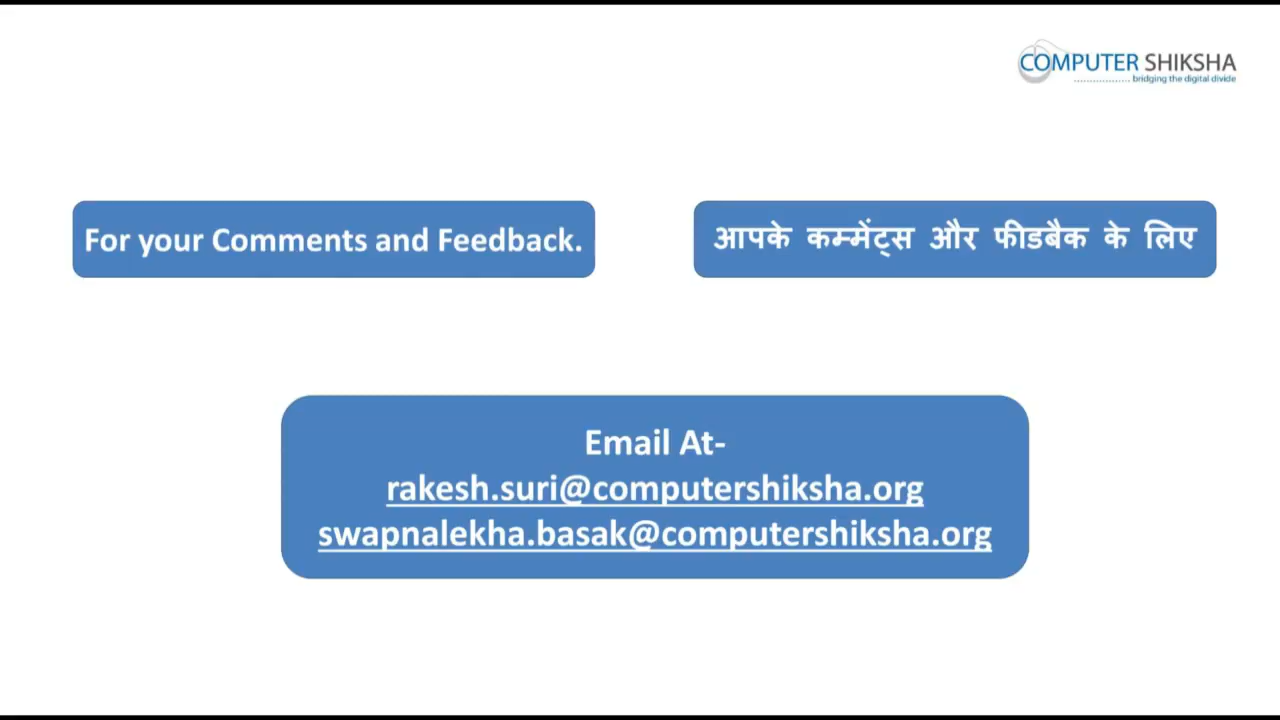 COMPUTER SHIKSHA
bridging the digital divide
For your Comments and Feedback.
आपके कम्मेंट्स और फीडबैक के लिए
Email At-
rakesh.suri@computershiksha.org
swapnalekha.basak@computershiksha.org